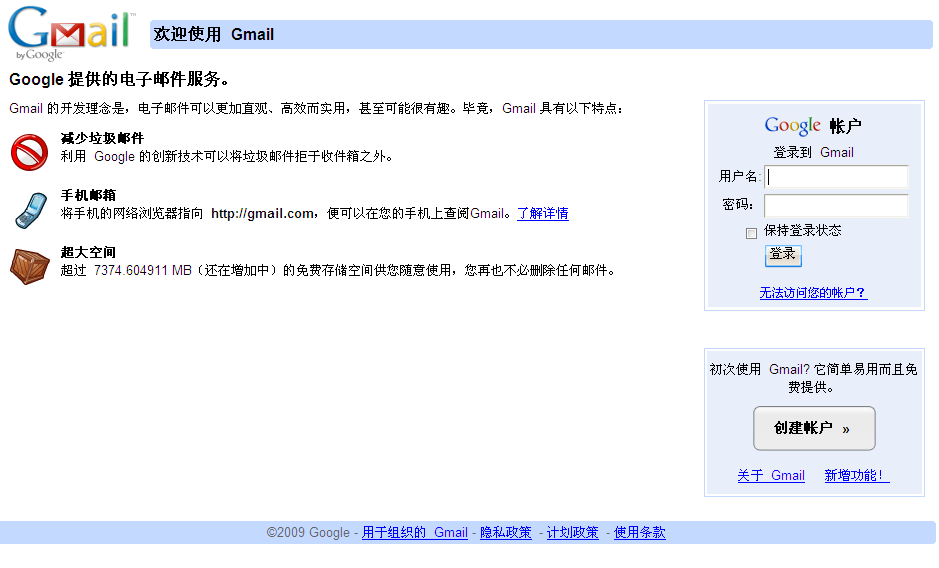 Gmail™
by Google
欢迎使用 Gmail
Google 提供的电子邮件服务。
Gmail 的开发理念是，电子邮件可以更加直观、高效而实用，甚至可能很有趣。毕竟，Gmail 具有以下特点：
减少垃圾邮件
利用 Google 的创新技术可以将垃圾邮件拒于收件箱之外。
手机邮箱
将手机的网络浏览器指向 http://gmail.com，便可以在您的手机上查阅Gmail。了解详情
超大空间
超过 7374.604911 MB（还在增加中）的免费存储空间供您随意使用，您再也不必删除任何邮件。
Google 帐户
登录到 Gmail
用户名:
密码：
保持登录状态
登录
无法访问您的帐户？
初次使用 Gmail? 它简单易用而且免
费提供。
创建帐户 »
关于 Gmail 新增功能！
©2009 Google - 用于组织的 Gmail - 隐私政策 - 计划政策 - 使用条款